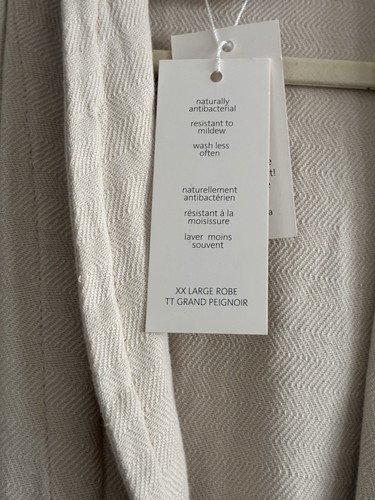 naturally
antibacterial
resistant to
mildew
wash less
often
naturellement
antibactérien
résistant à la
moisissure
laver moins
souvent
XX LARGE ROBE
TT GRAND PEIGNOIR